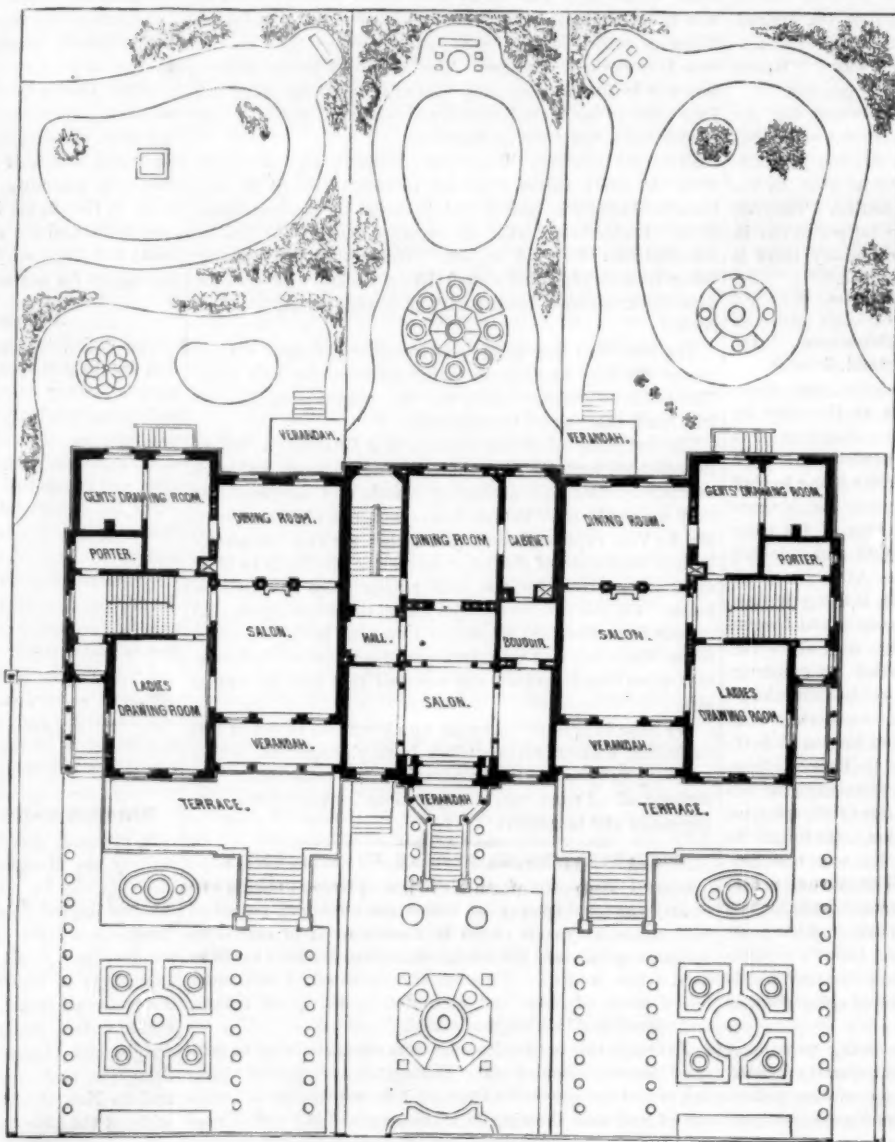 VERANDAH.
VERANDAH.
GENTS' DRAWING ROOM.
DINING ROOM.
DINING ROOM
CABINET
DINING ROOM.
GENTS' DRAWING ROOM.
PORTER.
PORTER.
SALON.
HALL.
BOUDOIR.
SALON.
LADIES
DRAWING ROOM
SALON.
LADIES
DRAWING ROOM.
VERANDAH.
VERANDAH.
TERRACE.
VERANDAH
TERRACE